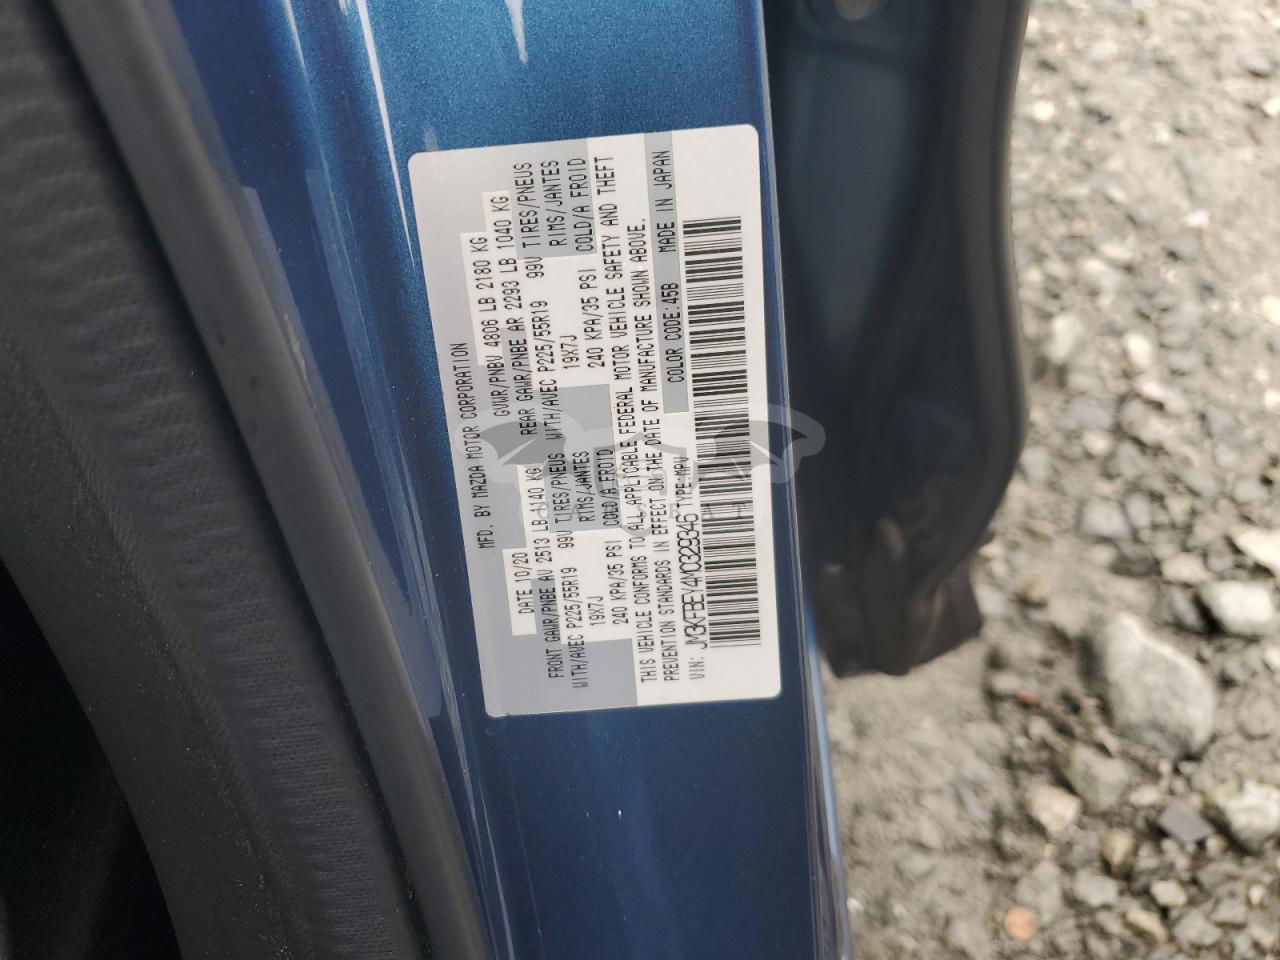 MFD. BY MAZDA MOTOR CORPORATION
DATE 10/20 GVWR/PNBV 4806 LB 2180 KG
FRONT GAWR/PNBE AV 2513 LB 1140 KG REAR GAWR/PNBE AR 2293 LB 1040 KG
WITH/AVEC P225/55R19 99V TIRES/PNEUS WITH/AVEC P225/55R19 99V TIRES/PNEUS
19X7J RIMS/JANTES 19X7J RIMS/JANTES
240 KPA/35 PSI COLD/A FROID 240 KPA/35 PSI COLD/A FROID
THIS VEHICLE CONFORMS TO ALL APPLICABLE FEDERAL MOTOR VEHICLE SAFETY AND THEFT
PREVENTION STANDARDS IN EFFECT ON THE DATE OF MANUFACTURE SHOWN ABOVE.
VIN: JM3KFBEY4M0329346 TYPE:MPV COLOR CODE:45B MADE IN JAPAN